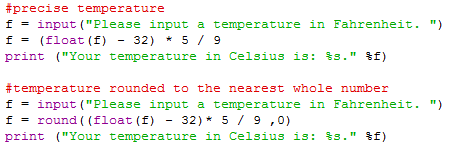 #precise temperature
f = input("Please input a temperature in Fahrenheit. ")
f = (float(f) - 32) * 5 / 9
print ("Your temperature in Celsius is: %s." %f)
#temperature rounded to the nearest whole number
f = input("Please input a temperature in Fahrenheit. ")
f = round((float(f) - 32)* 5 / 9 ,0)
print ("Your temperature in Celsius is: %s." %f)